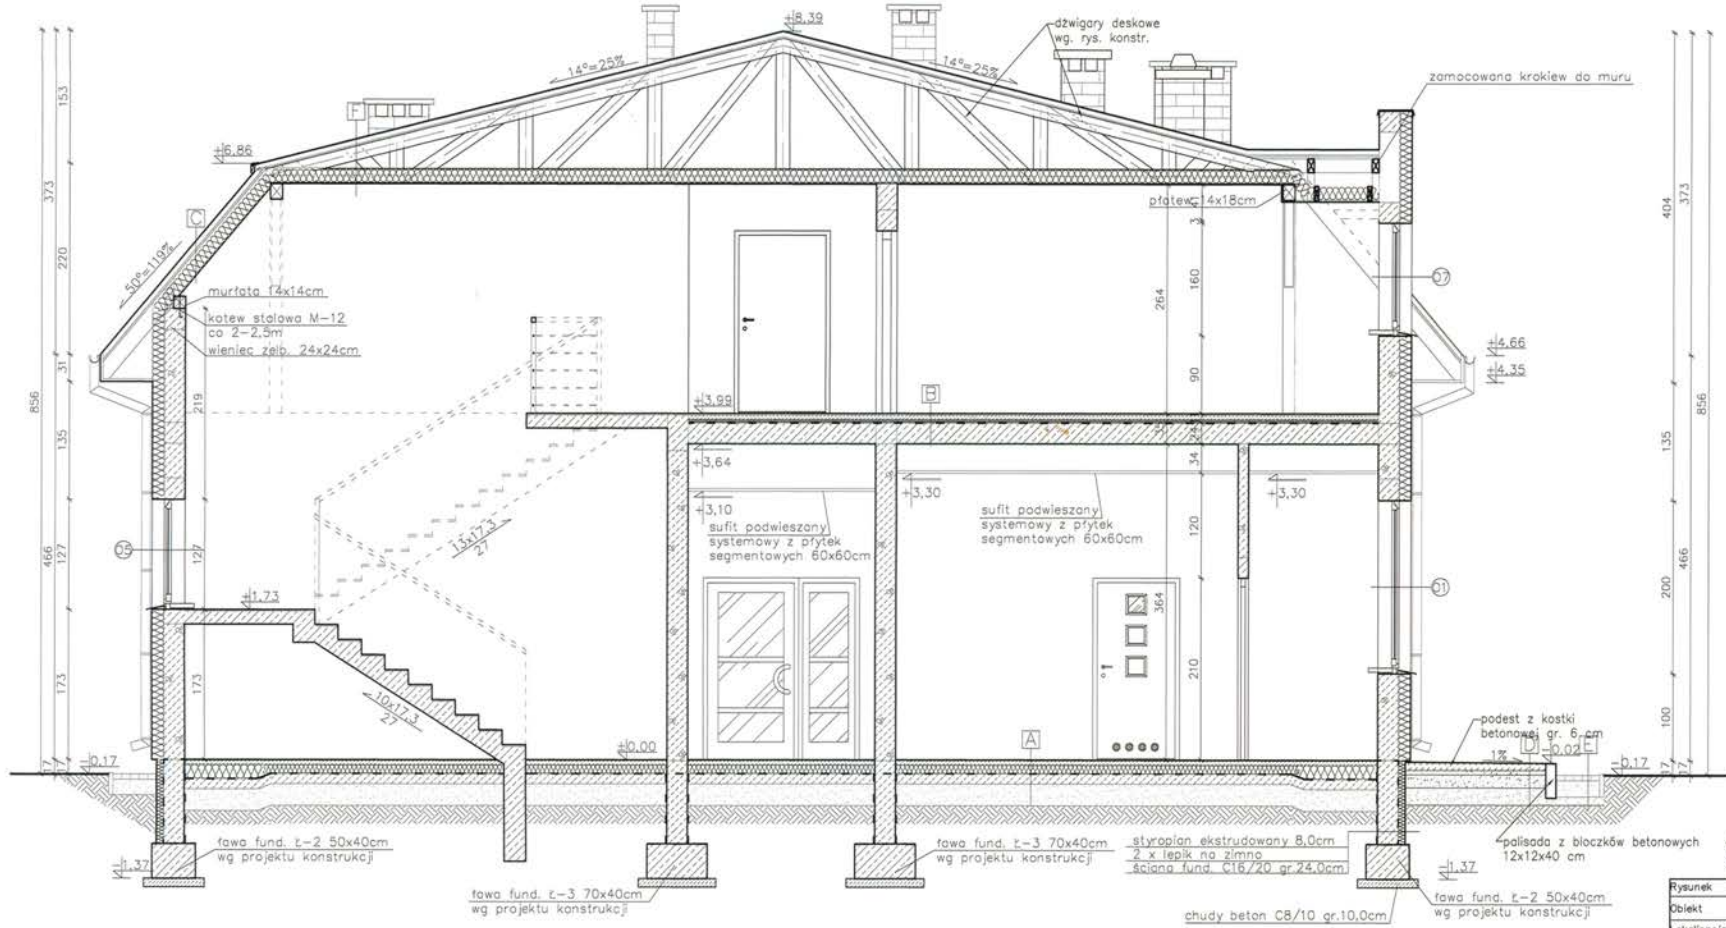 +8,39
dźwigary deskowe
wg. rys. konstr.
14°=25%
14°=25%
zamocowana krokiew do muru
F
+6.86
płatew 14x18cm
C
50°=119%
murłata 14x14cm
kotew stalowa M-12
co 2-2,5m
wieniec żelb. 24x24cm
07
+4.66
+4.35
153
373
220
31
856
219
135
466
127
127
173
173
17
17
264
160
90
34
120
364
210
404
373
135
856
466
200
100
17
17
+3.99
B
+3,64
+3,10
+3,30
+3,30
sufit podwieszany
systemowy z płytek
segmentowych 60x60cm
sufit podwieszany
systemowy z płytek
segmentowych 60x60cm
13x17,3
27
05
01
+1.73
10x17,3
27
±0.00
A
podest z kostki
betonowej gr. 6 cm
1%
D
-0.02
E
-0.17
-0.17
ława fund. Ł-2 50x40cm
wg projektu konstrukcji
ława fund. Ł-3 70x40cm
wg projektu konstrukcji
styropian ekstrudowany 8,0cm
2 x lepik na zimno
ściana fund. C16/20 gr.24,0cm
palisada z bloczków betonowych
12x12x40 cm
-1.37
-1.37
ława fund. Ł-3 70x40cm
wg projektu konstrukcji
chudy beton C8/10 gr.10,0cm
ława fund. Ł-2 50x40cm
wg projektu konstrukcji
Rysunek
Obiekt